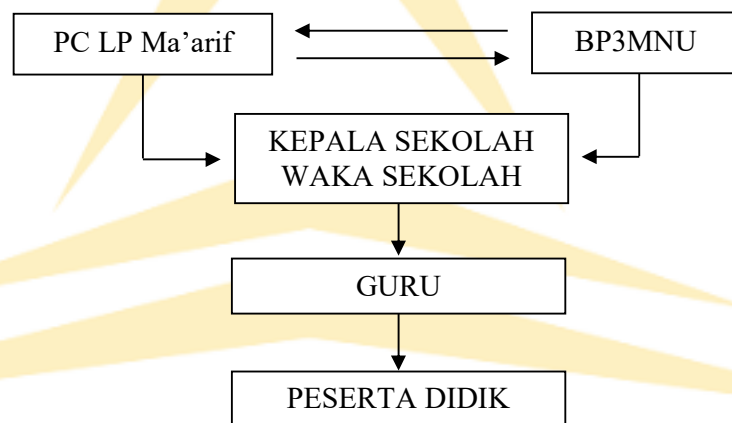 PC LP Ma’arif
BP3MNU
KEPALA SEKOLAH
WAKA SEKOLAH
GURU
PESERTA DIDIK